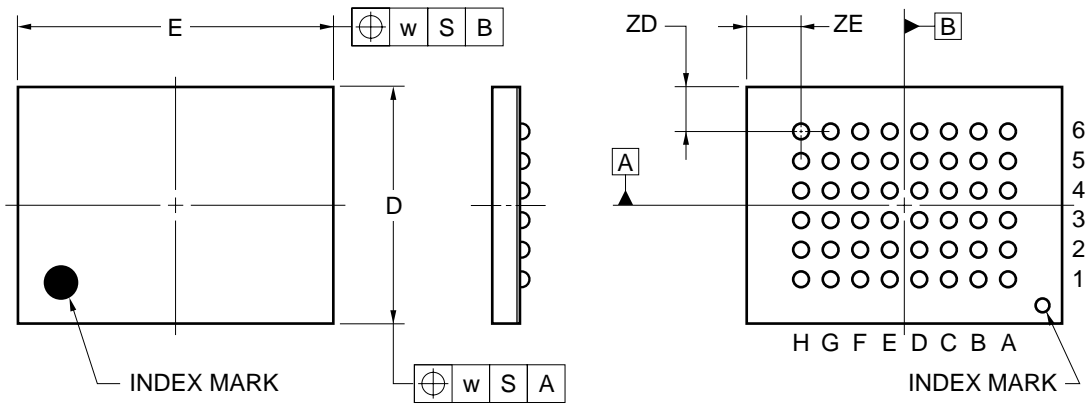 E
w S B
D
INDEX MARK
w S A
ZD
ZE
B
A
6
5
4
3
2
1
H G F E D C B A
INDEX MARK